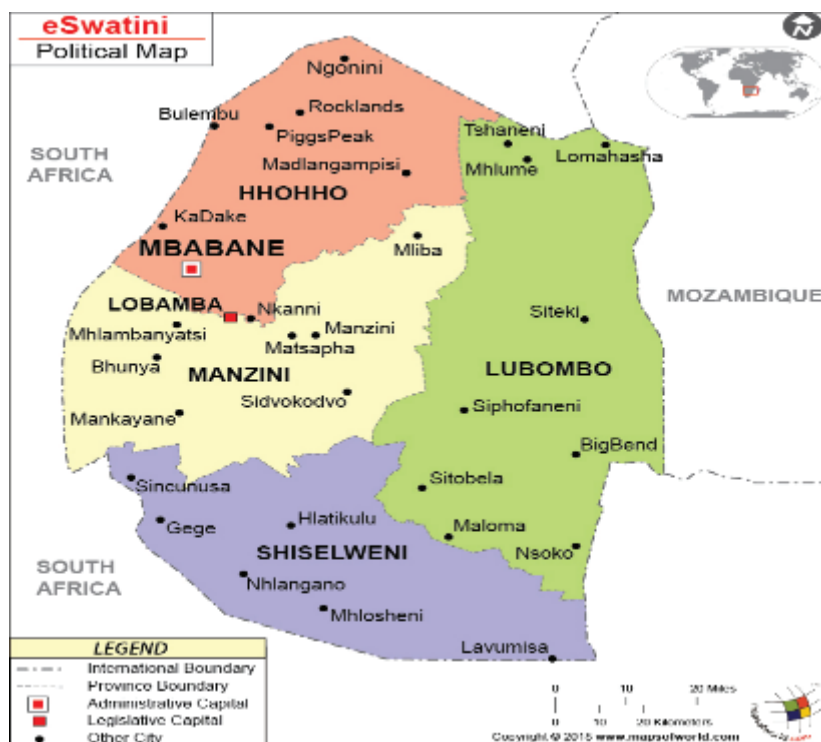 eSwatini
Political Map
N
Ngonini
Rocklands
Bulembu
PiggsPeak
Tshaneni
Lomahasha
SOUTH
AFRICA
Madlangampisi
Mhlume
HHOHHO
KaDake
Mliba
MBABANE
MOZAMBIQUE
LOBAMBA
Nkanni
Siteki
Mhlambanyatsi
Manzini
Matsapha
Bhunya
MANZINI
LUBOMBO
Sidvokodvo
Siphofaneni
Mankayane
BigBend
Sincunusa
Sitobela
Gege
Hlatikulu
Maloma
SOUTH
AFRICA
SHISELWENI
Nsoko
Nhlangano
Mhlosheni
Lavumisa
LEGEND
International Boundary
Province Boundary
Administrative Capital
Legislative Capital
Other City
0 10 20 Miles
0 10 20 Kilometers
Copyright © 2015 www.mapsofworld.com